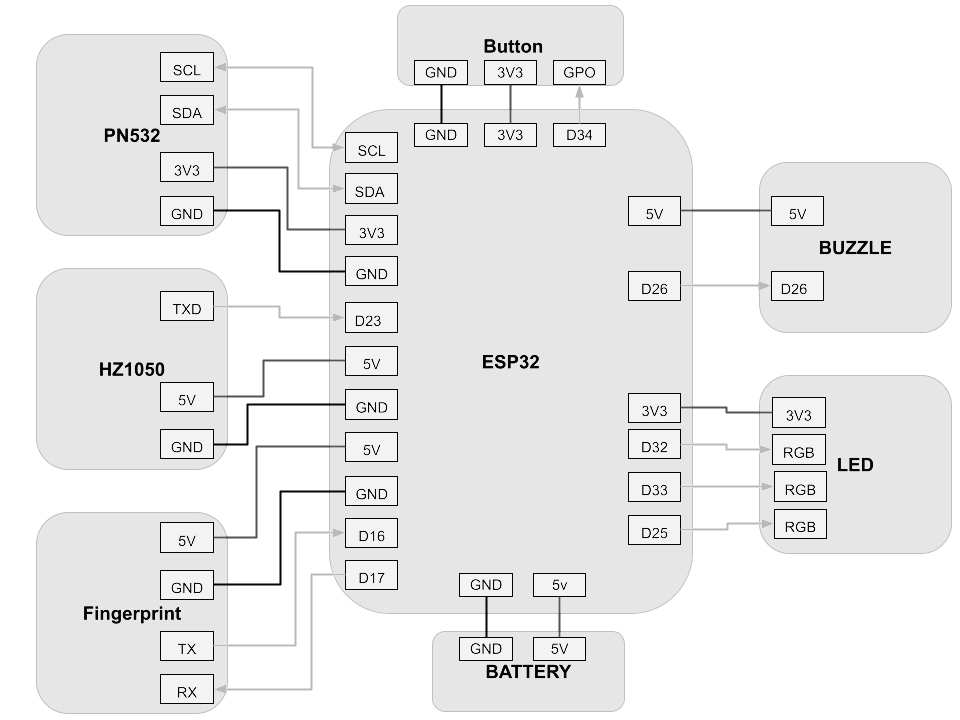 Button
GND
3V3
GPO
GND
3V3
D34
PN532
SCL
SDA
3V3
GND
HZ1050
TXD
5V
GND
Fingerprint
5V
GND
TX
RX
ESP32
SCL
SDA
3V3
GND
D23
5V
GND
5V
GND
D16
D17
5V
D26
3V3
D32
D33
D25
GND
5v
BUZZLE
5V
D26
LED
3V3
RGB
RGB
RGB
GND
5V
BATTERY